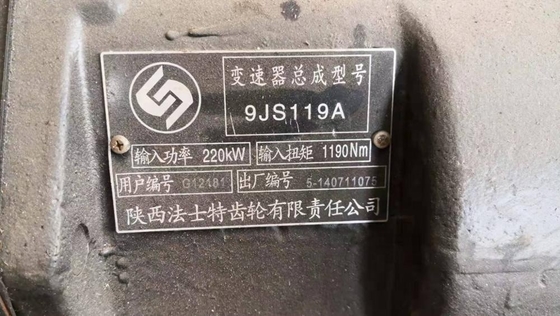 变速器总成型号
9JS119A
输入功率 220kW 输入扭矩 1190Nm
用户编号 G12481 出厂编号 5-140711075
陕西法士特齿轮有限责任公司